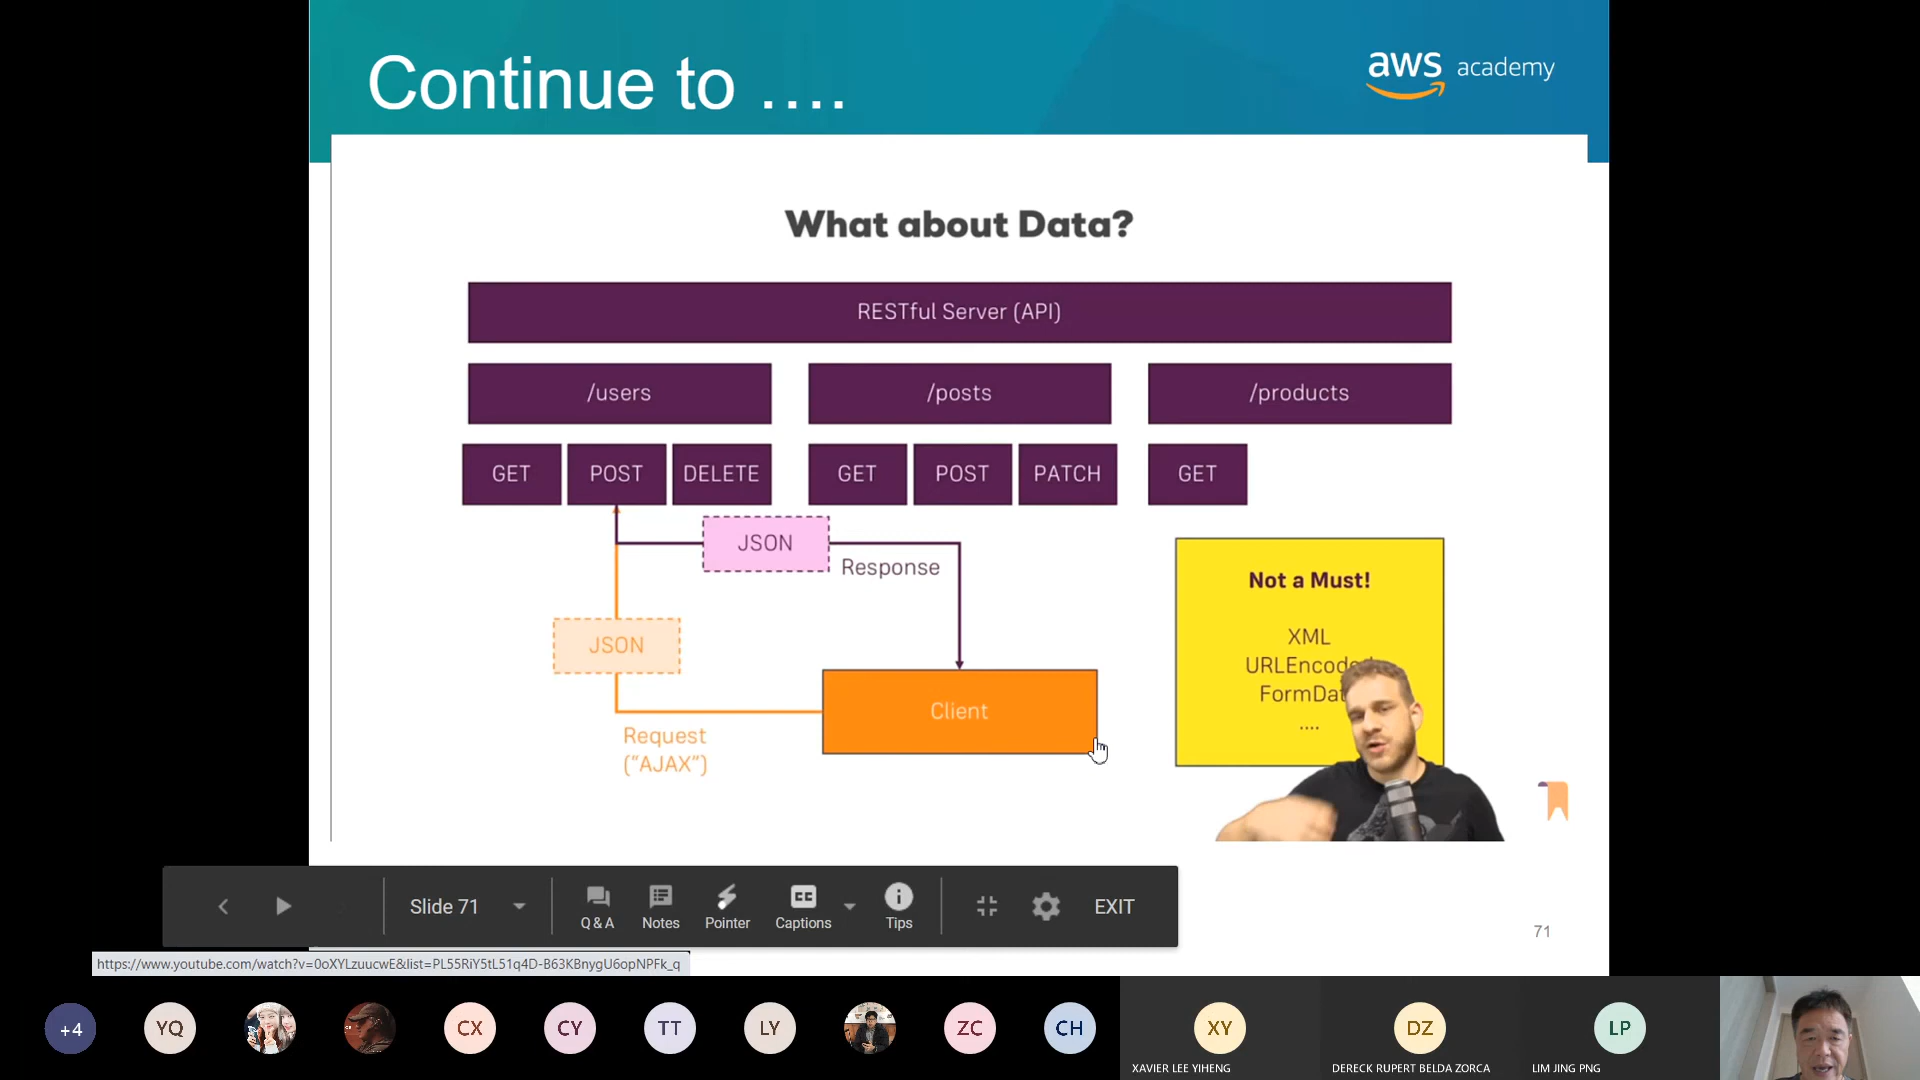 Continue to ....
aws academy
What about Data?
RESTful Server (API)
/users
/posts
/products
GET
POST
DELETE
GET
POST
PATCH
GET
JSON
Response
JSON
Request
("AJAX")
Client
Not a Must!
XML
URLEncoded
FormDat
....
Slide 71
Q & A
Notes
Pointer
CC
Captions
Tips
EXIT
71
https://www.youtube.com/watch?v=0oXYLzuucwE&list=PL55RiY5tL51q4D-B63KBnygU6opNPFk_q
+4
YQ
CX
CY
TT
LY
ZC
CH
XY
DZ
LP
XAVIER LEE YIHENG
DERECK RUPERT BELDA ZORCA
LIM JING PNG